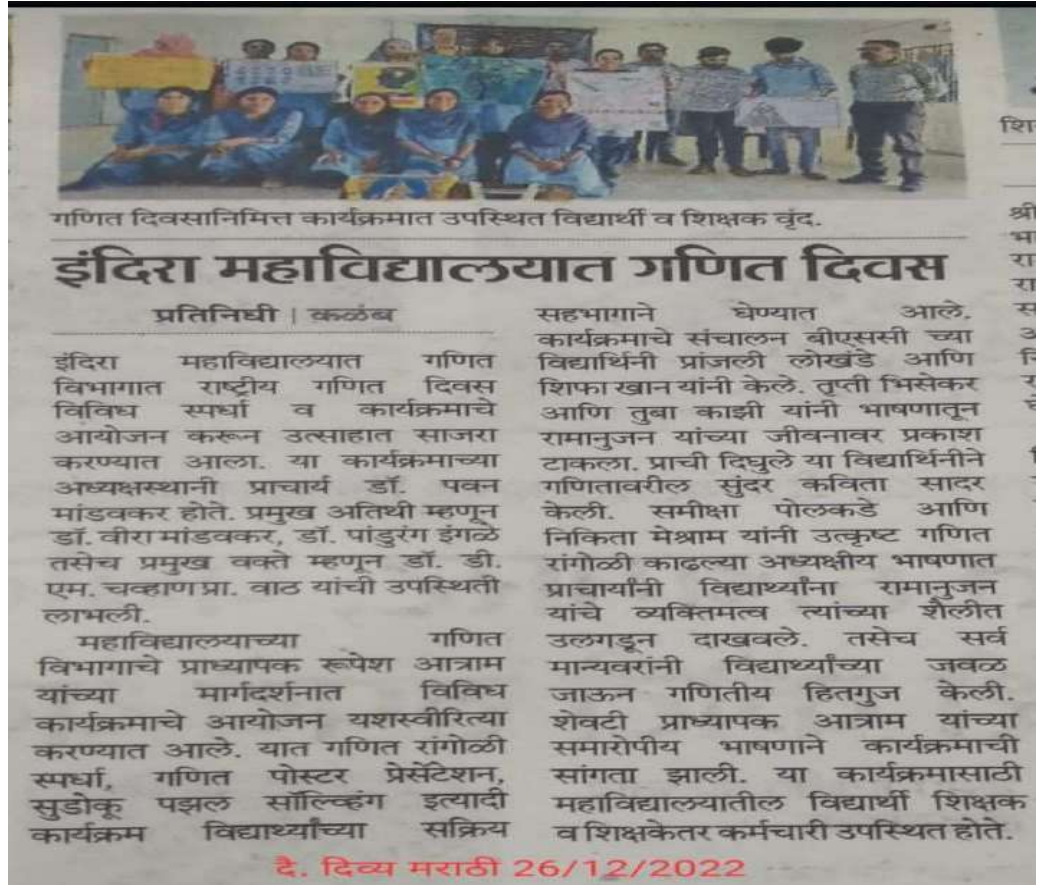 गणित दिवसानिमित्त कार्यक्रमात उपस्थित विद्यार्थी व शिक्षक वृंद.
इंदिरा महाविद्यालयात गणित दिवस
प्रतिनिधी | कळंब
इंदिरा महाविद्यालयात गणित
विभागात राष्ट्रीय गणित दिवस
विविध स्पर्धा व कार्यक्रमाचे
आयोजन करून उत्साहात साजरा
करण्यात आला. या कार्यक्रमाच्या
अध्यक्षस्थानी प्राचार्य डॉ. पवन
मांडवकर होते. प्रमुख अतिथी म्हणून
डॉ. वीरा मांडवकर, डॉ. पांडुरंग इंगळे
तसेच प्रमुख वक्ते म्हणून डॉ. डी.
एम. चव्हाण प्रा. वाठ यांची उपस्थिती
लाभली.
महाविद्यालयाच्या गणित
विभागाचे प्राध्यापक रूपेश आत्राम
यांच्या मार्गदर्शनात विविध
कार्यक्रमाचे आयोजन यशस्वीरित्या
करण्यात आले. यात गणित रांगोळी
स्पर्धा, गणित पोस्टर प्रेसेंटेशन,
सुडोकू पझल सॉल्व्हिंग इत्यादी
कार्यक्रम विद्यार्थ्यांच्या सक्रिय
सहभागाने घेण्यात आले.
कार्यक्रमाचे संचालन बीएससी च्या
विद्यार्थिनी प्रांजली लोखंडे आणि
शिफा खान यांनी केले. तृप्ती भिसेकर
आणि तुबा काझी यांनी भाषणातून
रामानुजन यांच्या जीवनावर प्रकाश
टाकला. प्राची दिघुले या विद्यार्थिनीने
गणितावरील सुंदर कविता सादर
केली. समीक्षा पोलकडे आणि
निकिता मेश्राम यांनी उत्कृष्ट गणित
रांगोळी काढल्या अध्यक्षीय भाषणात
प्राचार्यांनी विद्यार्थ्यांना रामानुजन
यांचे व्यक्तिमत्व त्यांच्या शैलीत
उलगडून दाखवले. तसेच सर्व
मान्यवरांनी विद्यार्थ्यांच्या जवळ
जाऊन गणितीय हितगुज केली.
शेवटी प्राध्यापक आत्राम यांच्या
समारोपीय भाषणाने कार्यक्रमाची
सांगता झाली. या कार्यक्रमासाठी
महाविद्यालयातील विद्यार्थी शिक्षक
व शिक्षकेतर कर्मचारी उपस्थित होते.
दै. दिव्य मराठी 26/12/2022